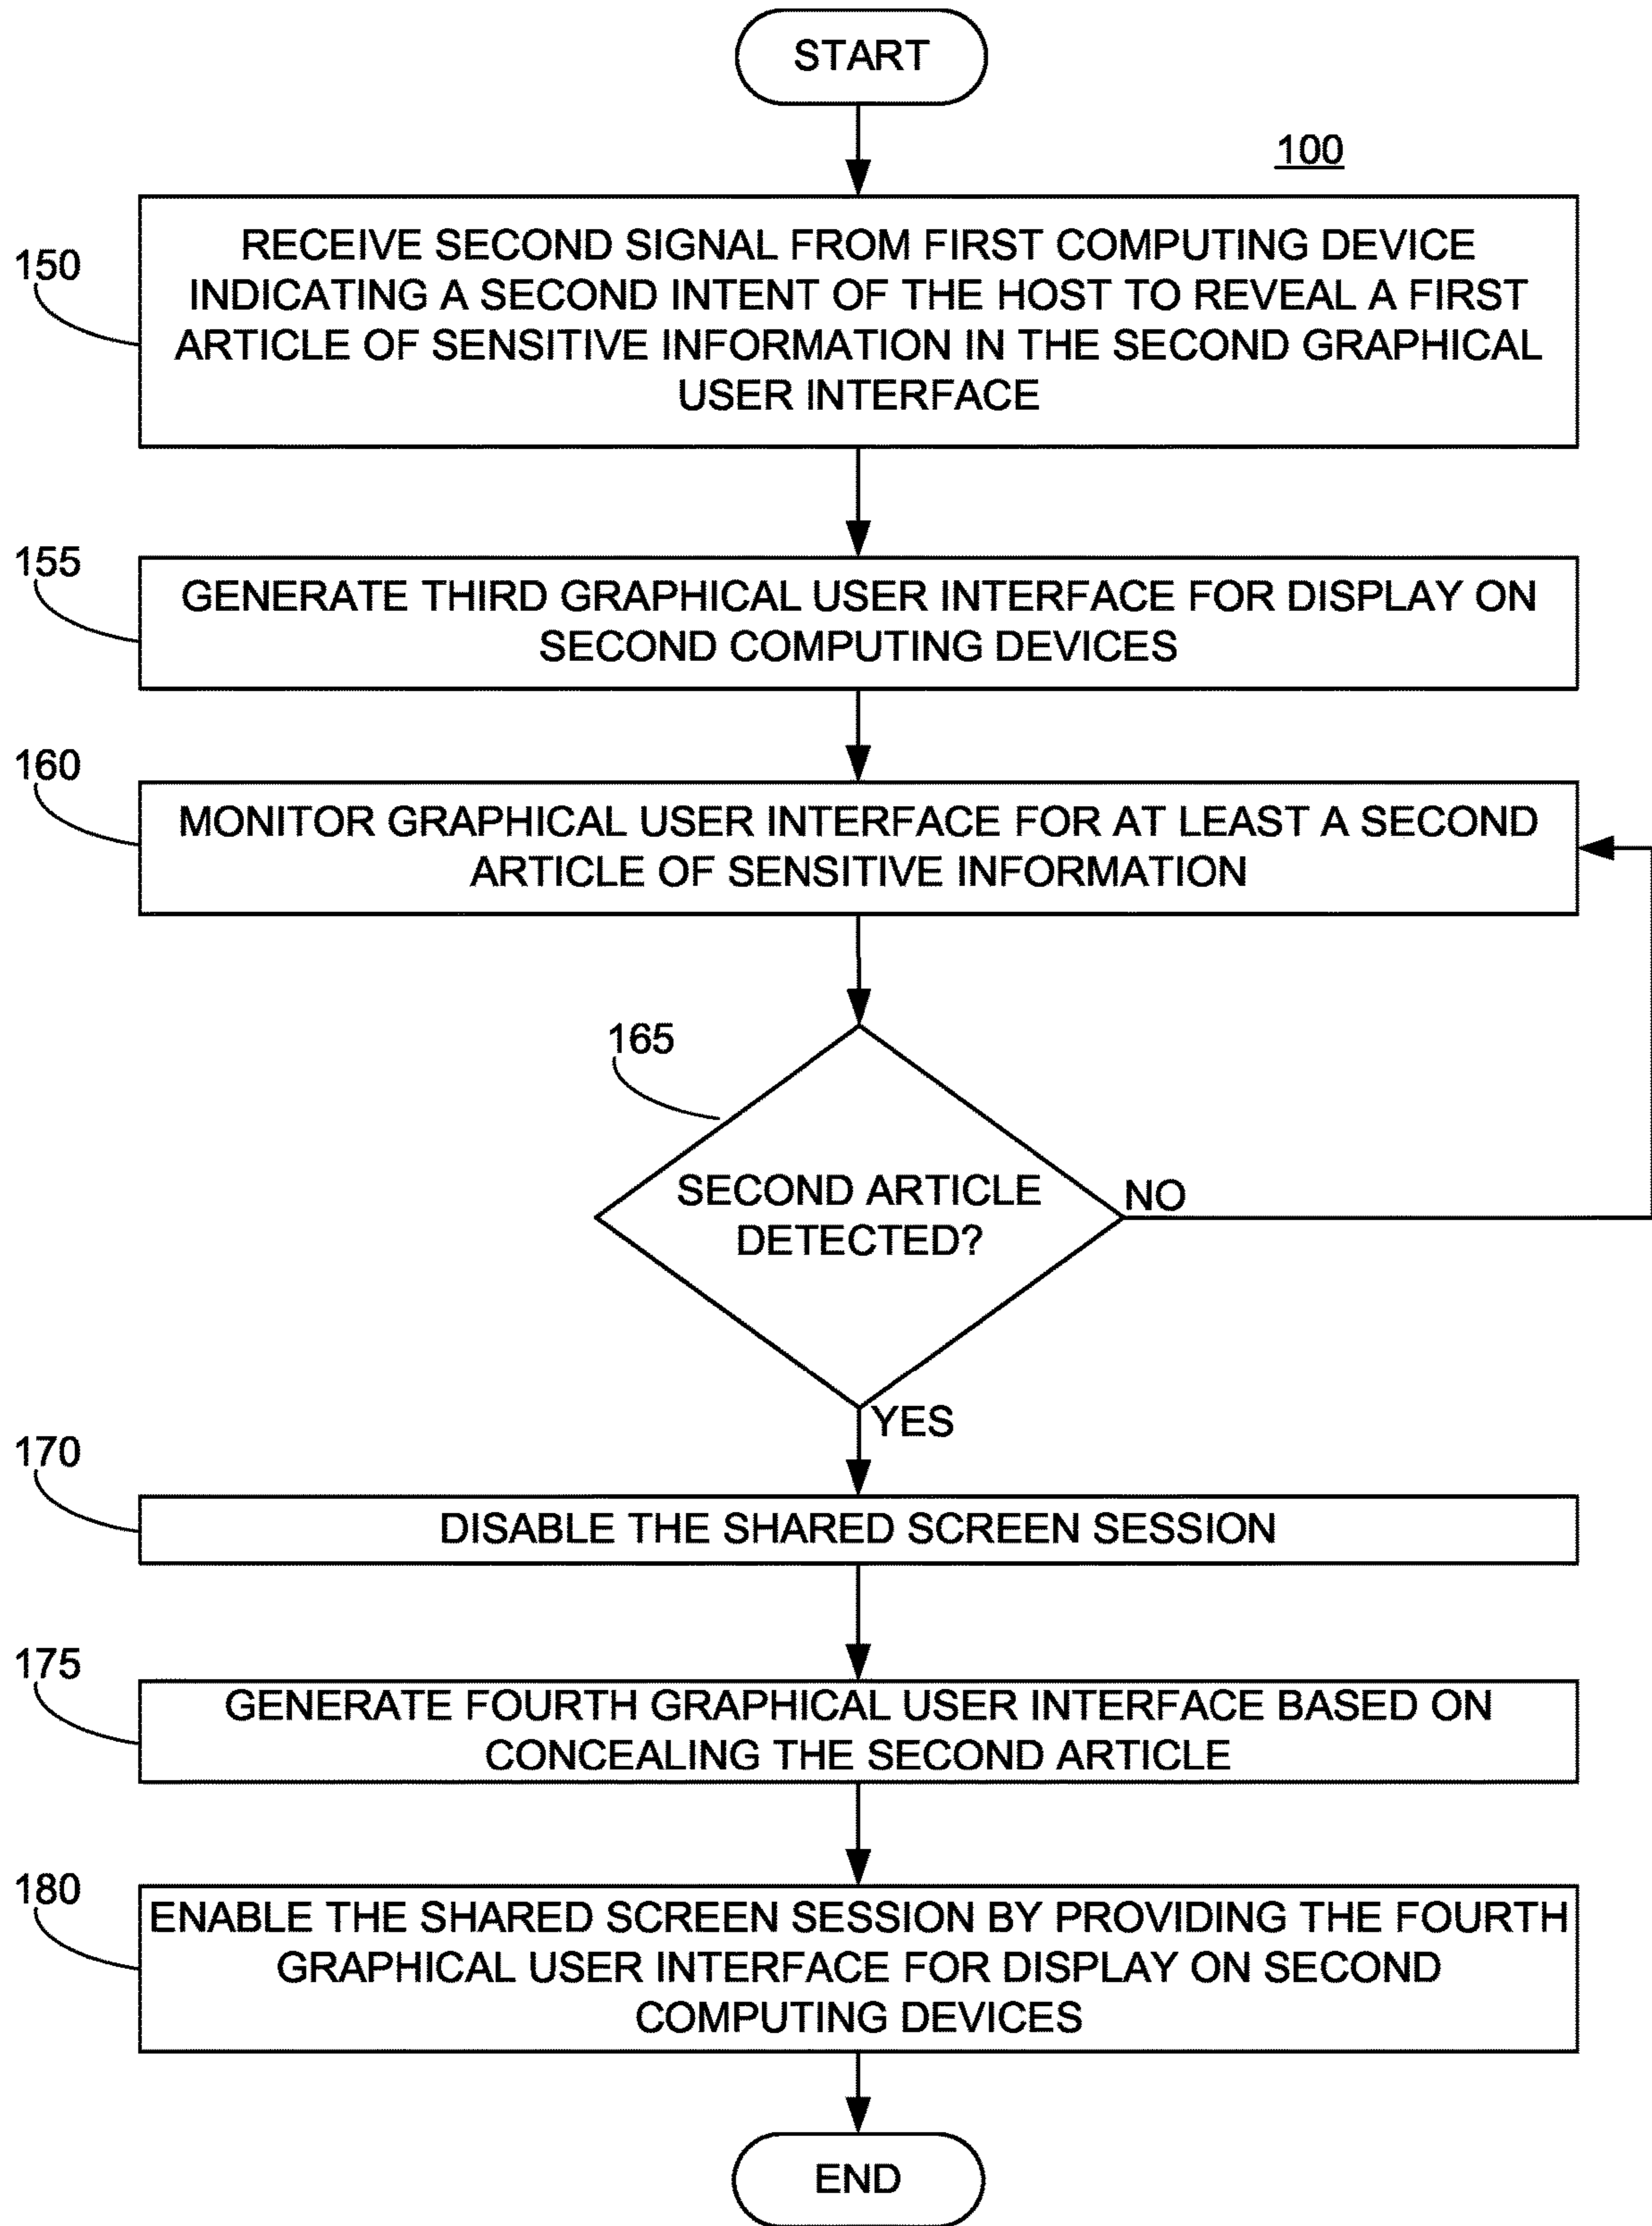 START
100
150
RECEIVE SECOND SIGNAL FROM FIRST COMPUTING DEVICE
INDICATING A SECOND INTENT OF THE HOST TO REVEAL A FIRST
ARTICLE OF SENSITIVE INFORMATION IN THE SECOND GRAPHICAL
USER INTERFACE
155
GENERATE THIRD GRAPHICAL USER INTERFACE FOR DISPLAY ON
SECOND COMPUTING DEVICES
160
MONITOR GRAPHICAL USER INTERFACE FOR AT LEAST A SECOND
ARTICLE OF SENSITIVE INFORMATION
165
SECOND ARTICLE
DETECTED?
NO
YES
170
DISABLE THE SHARED SCREEN SESSION
175
GENERATE FOURTH GRAPHICAL USER INTERFACE BASED ON
CONCEALING THE SECOND ARTICLE
180
ENABLE THE SHARED SCREEN SESSION BY PROVIDING THE FOURTH
GRAPHICAL USER INTERFACE FOR DISPLAY ON SECOND
COMPUTING DEVICES
END